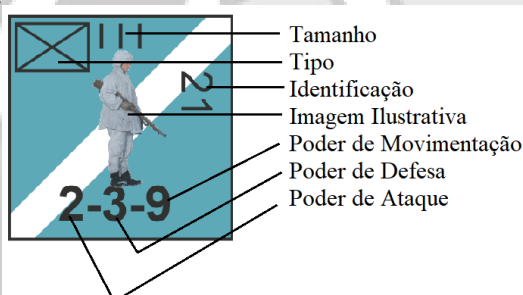 III
Tamanho
Tipo
21
Identificação
Imagem Ilustrativa
Poder de Movimentação
2-3-9
Poder de Defesa
Poder de Ataque